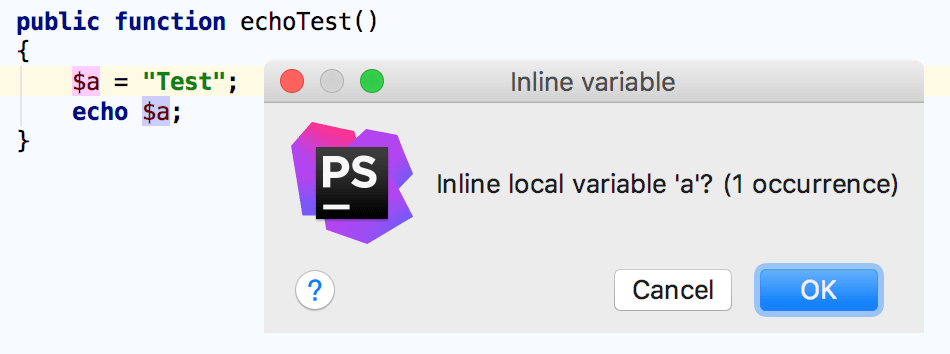 public function echoTest()
{
$a = "Test";
echo $a;
}
Inline variable
PS
Inline local variable 'a'? (1 occurrence)
?
Cancel
OK